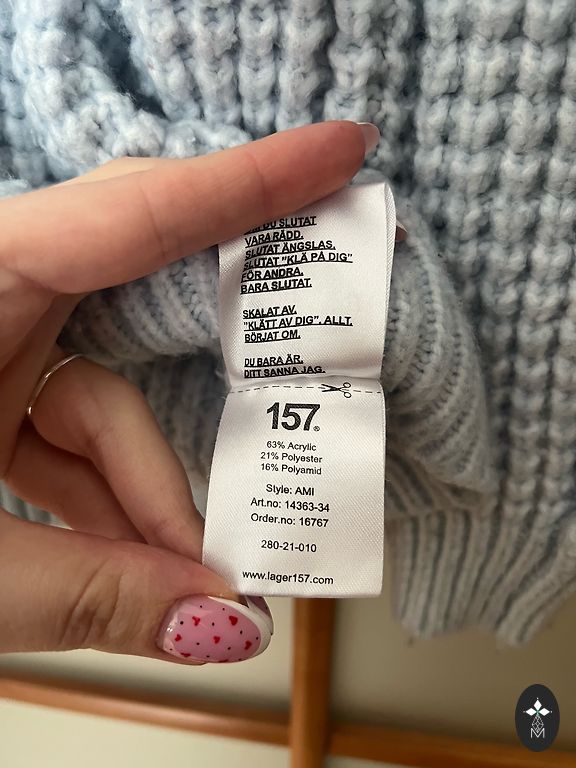 DU SLUTAT
VARA RÄDD.
SLUTAT ÄNGSLAS.
SLUTAT "KLÄ PÅ DIG"
FÖR ANDRA.
BARA SLUTAT.
SKALAT AV.
"KLÄTT AV DIG". ALLT.
BÖRJAT OM.
DU BARA ÄR.
DITT SANNA JAG.
157®
63% Acrylic
21% Polyester
16% Polyamid
Style: AMI
Art.no: 14363-34
Order.no: 16767
280-21-010
www.lager157.com
M